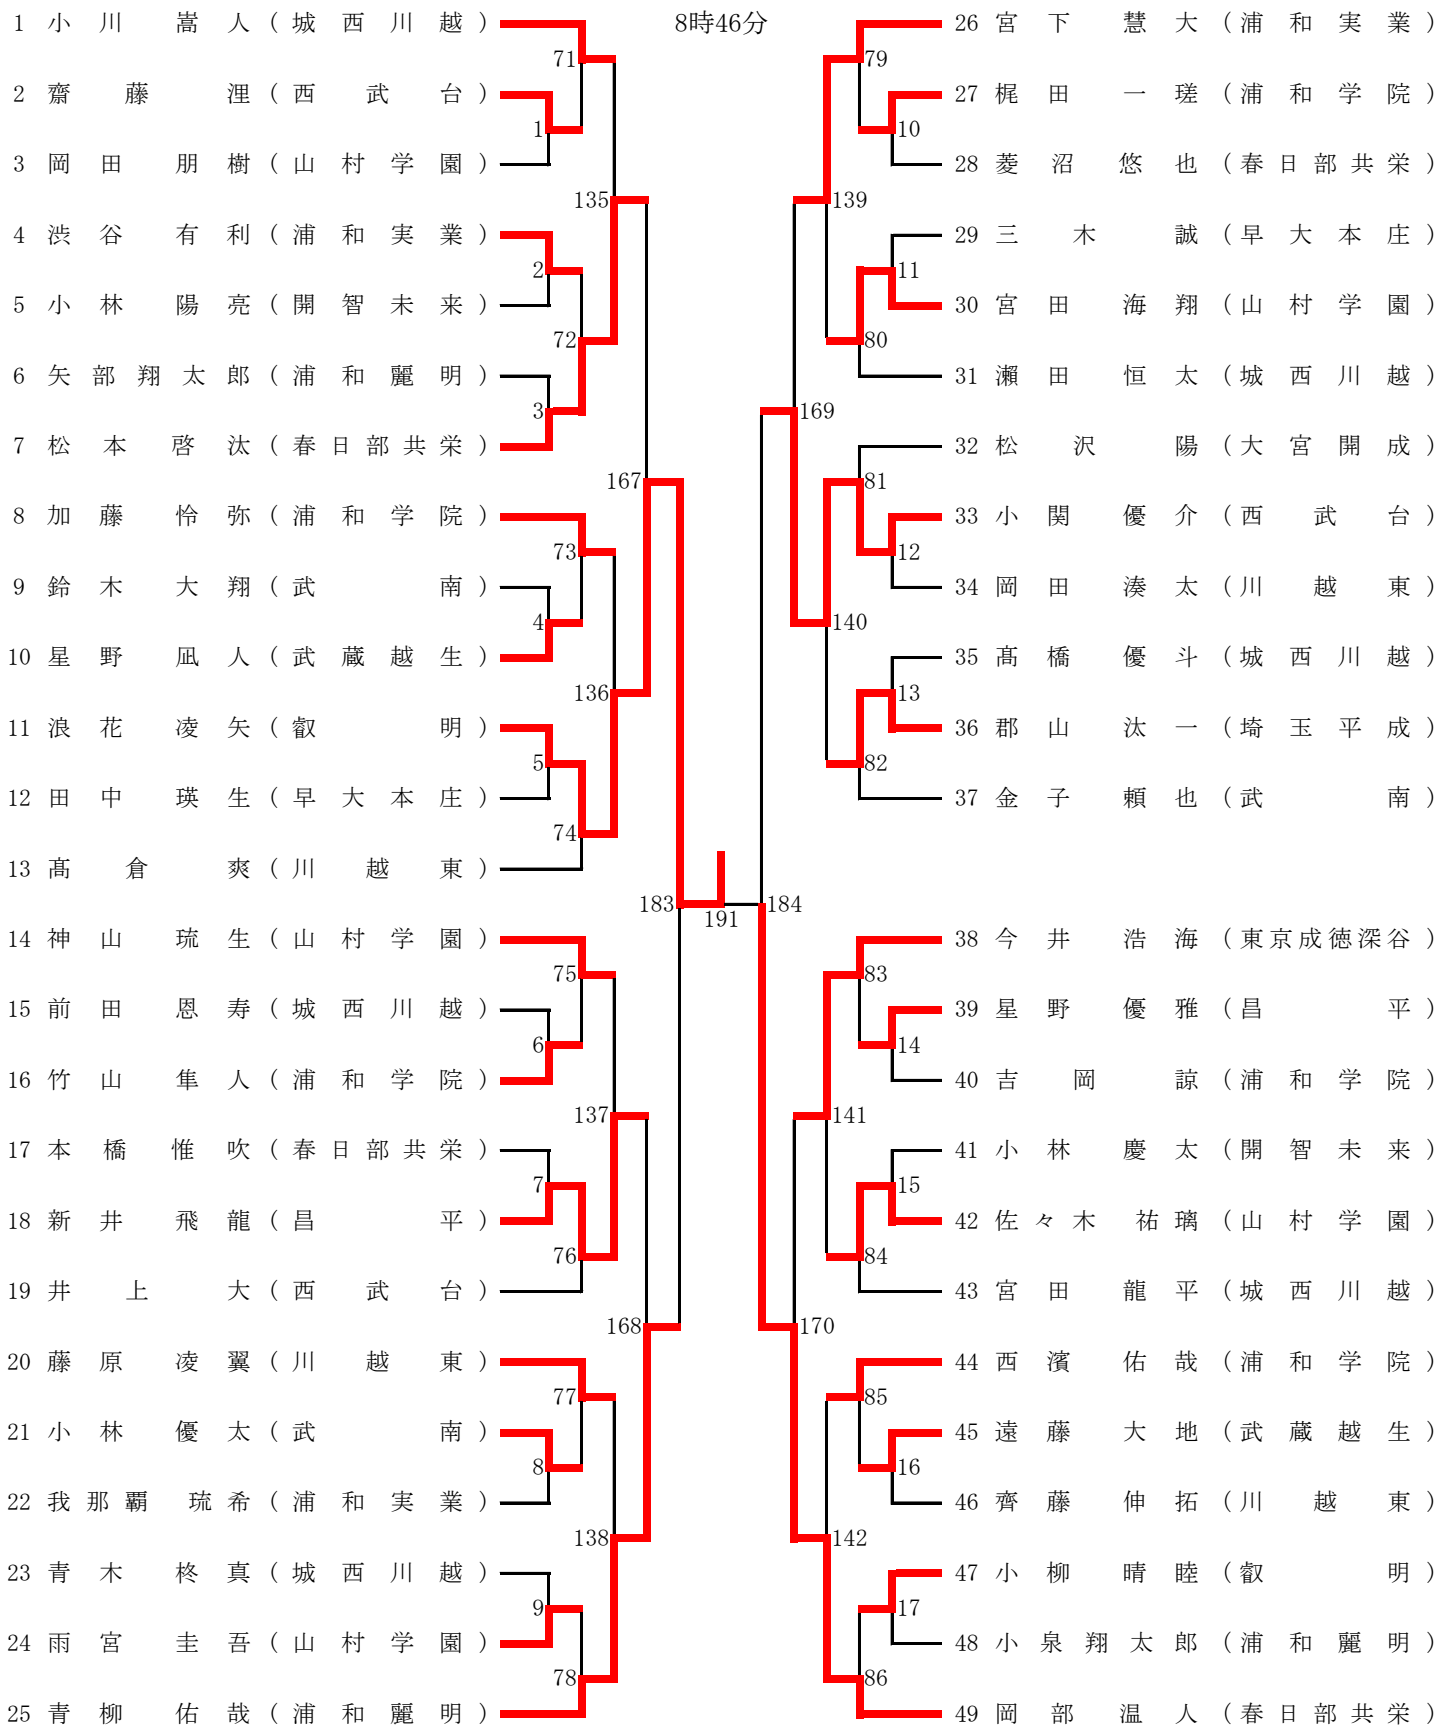 8時46分
1 小川 嵩人（城西川越）
71
2 齋藤 浬（西武台）
1
3 岡田 朋樹（山村学園）
135
4 渋谷 有利（浦和実業）
2
5 小林 陽亮（開智未来）
72
6 矢部翔太郎（浦和麗明）
3
7 松本 啓汰（春日部共栄）
167
8 加藤 怜弥（浦和学院）
73
9 鈴木 大翔（武南）
4
10 星野 凪人（武蔵越生）
136
11 浪花 凌矢（叡明）
5
12 田中 瑛生（早大本庄）
74
13 髙倉 爽（川越東）
183
191
14 神山 琉生（山村学園）
75
15 前田 恩寿（城西川越）
6
16 竹山 隼人（浦和学院）
137
17 本橋 惟吹（春日部共栄）
7
18 新井 飛龍（昌平）
76
19 井上 大（西武台）
168
20 藤原 凌翼（川越東）
77
21 小林 優太（武南）
8
22 我那覇 琉希（浦和実業）
138
23 青木 柊真（城西川越）
9
24 雨宮 圭吾（山村学園）
78
25 青柳 佑哉（浦和麗明）
26 宮下 慧大（浦和実業）
79
27 梶田 一瑳（浦和学院）
10
28 菱沼 悠也（春日部共栄）
139
29 三木 誠（早大本庄）
11
30 宮田 海翔（山村学園）
80
31 瀬田 恒太（城西川越）
169
32 松沢 陽（大宮開成）
81
33 小関 優介（西武台）
12
34 岡田 湊太（川越東）
140
35 髙橋 優斗（城西川越）
13
36 郡山 汰一（埼玉平成）
82
37 金子 頼也（武南）
184
38 今井 浩海（東京成徳深谷）
83
39 星野 優雅（昌平）
14
40 吉岡 諒（浦和学院）
141
41 小林 慶太（開智未来）
15
42 佐々木 祐璃（山村学園）
84
43 宮田 龍平（城西川越）
170
44 西濱 佑哉（浦和学院）
85
45 遠藤 大地（武蔵越生）
16
46 齊藤 伸拓（川越東）
142
47 小柳 晴睦（叡明）
17
48 小泉翔太郎（浦和麗明）
86
49 岡部 温人（春日部共栄）